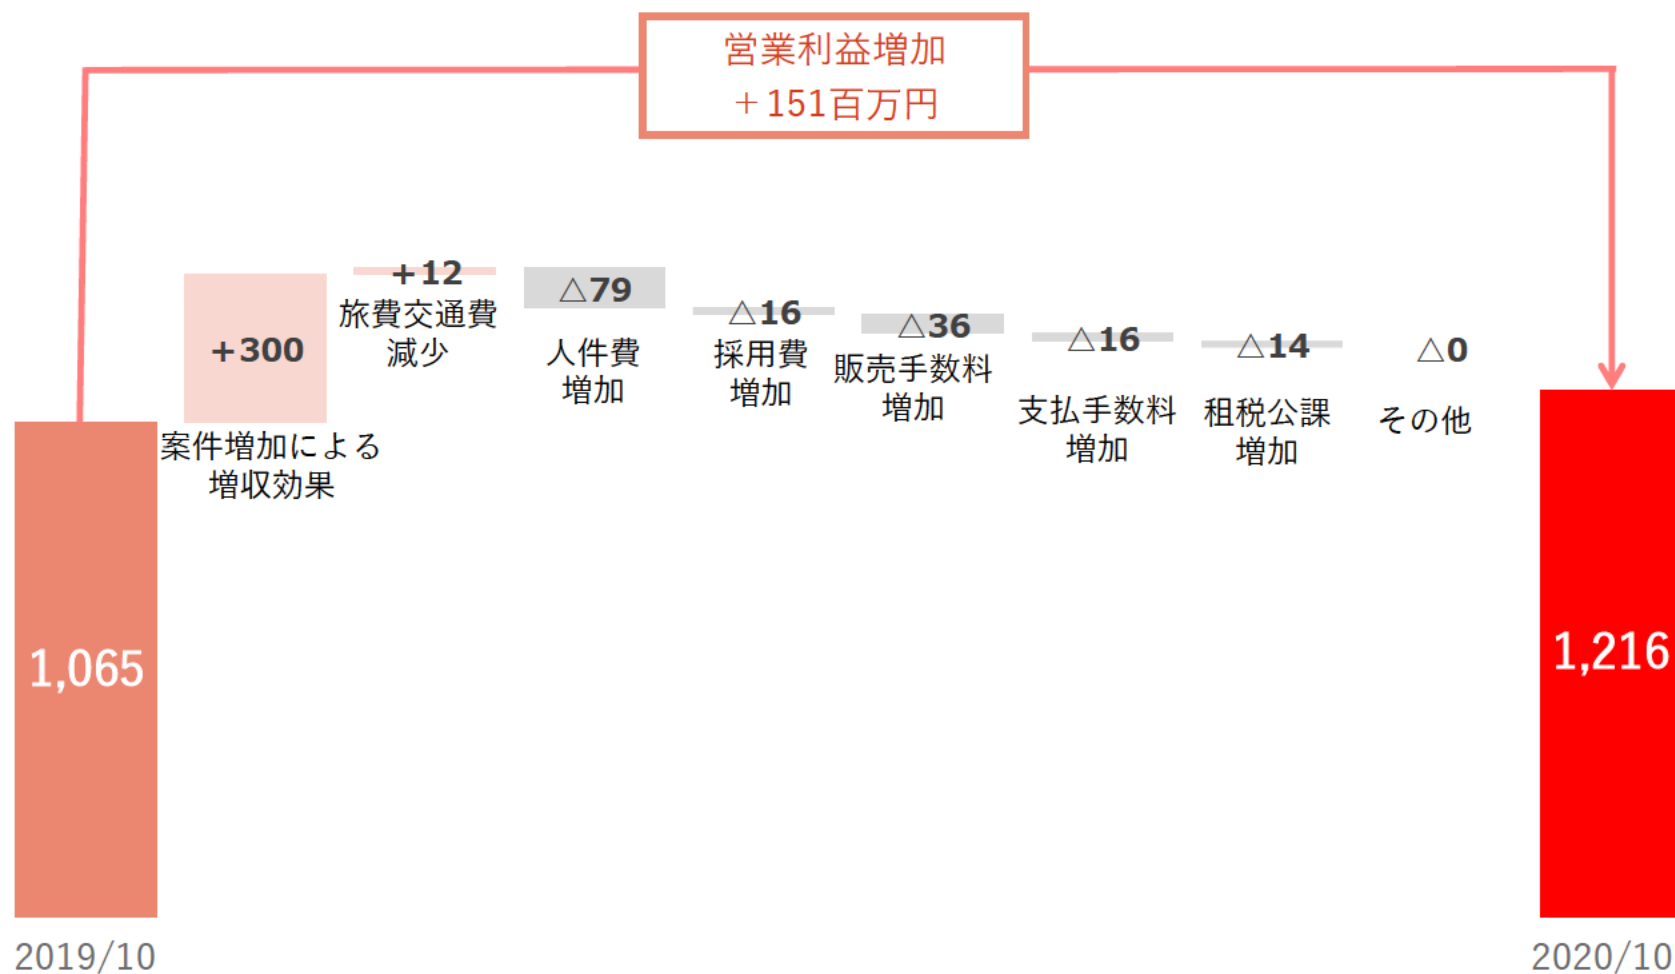 営業利益増加
＋151百万円
+300
案件増加による
増収効果
+12
旅費交通費
減少
△79
人件費
増加
△16
採用費
増加
△36
販売手数料
増加
△16
支払手数料
増加
△14
租税公課
増加
△0
その他
1,065
1,216
2019/10
2020/10